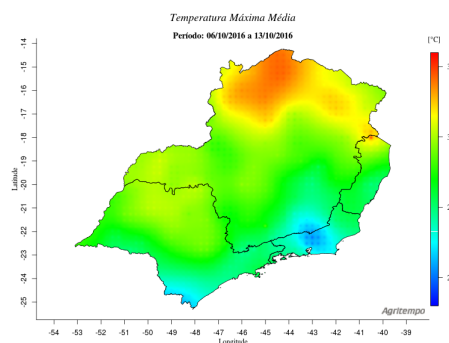 Temperatura Máxima Média
Período: 06/10/2016 a 13/10/2016
[°C]
-14
-15
-16
-17
-18
-19
-20
-21
-22
-23
-24
-25
Latitude
Agritempo
-54 -53 -52 -51 -50 -49 -48 -47 -46 -45 -44 -43 -42 -41 -40 -39
Longitude